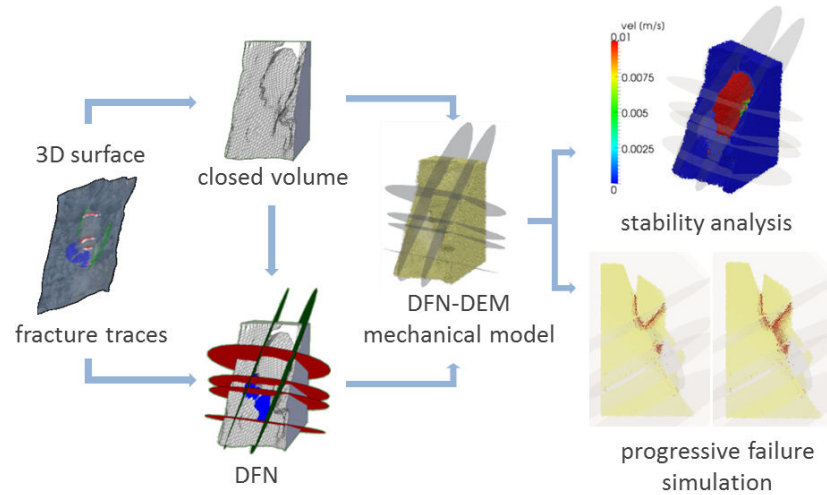 3D surface
fracture traces
closed volume
DFN
DFN-DEM
mechanical model
vel (m/s)
0.01
0.0075
0.005
0.0025
0
stability analysis
progressive failure
simulation